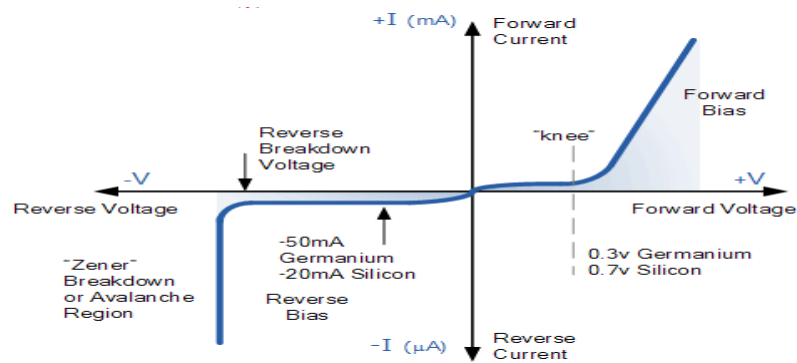 +I (mA)
Forward
Current
Forward
Bias
"knee"
Reverse
Breakdown
Voltage
-V
+V
Reverse Voltage
Forward Voltage
-50mA
Germanium
-20mA Silicon
0.3v Germanium
0.7v Silicon
"Zener"
Breakdown
or Avalanche
Region
Reverse
Bias
-I (µA)
Reverse
Current